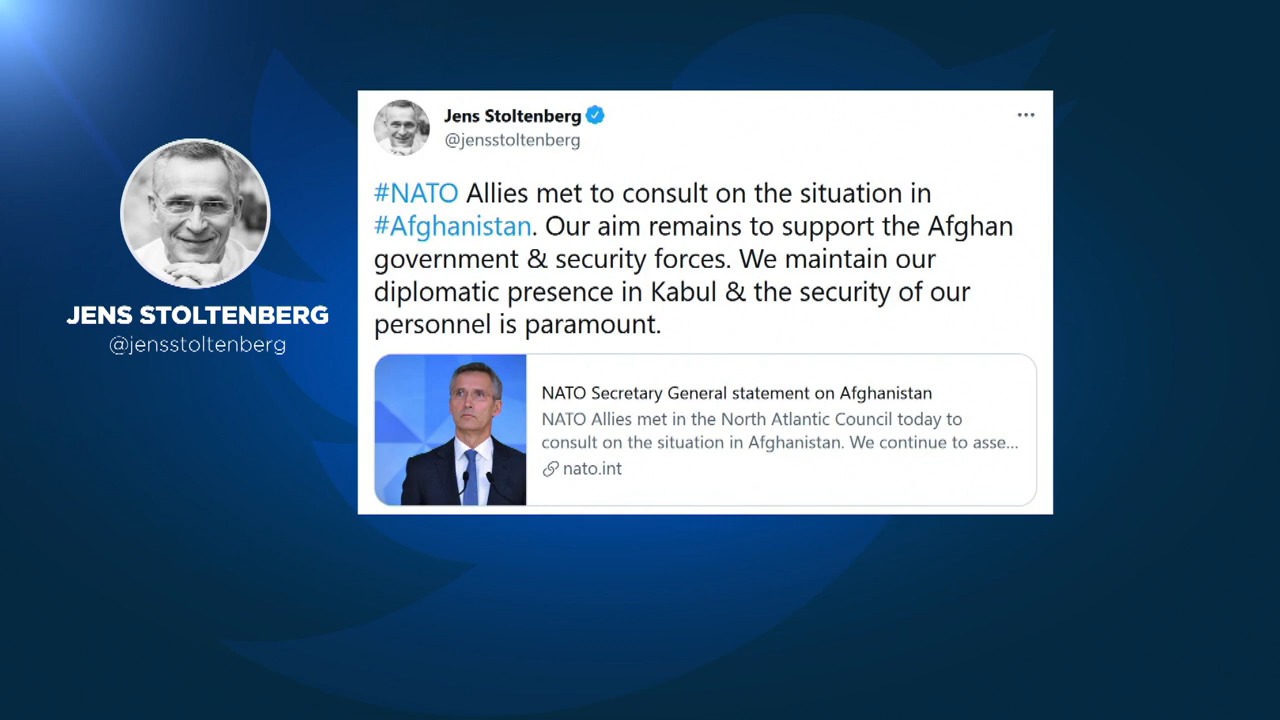 JENS STOLTENBERG
@jensstoltenberg
Jens Stoltenberg
@jensstoltenberg
#NATO Allies met to consult on the situation in
#Afghanistan. Our aim remains to support the Afghan
government & security forces. We maintain our
diplomatic presence in Kabul & the security of our
personnel is paramount.
NATO Secretary General statement on Afghanistan
NATO Allies met in the North Atlantic Council today to
consult on the situation in Afghanistan. We continue to asse...
nato.int